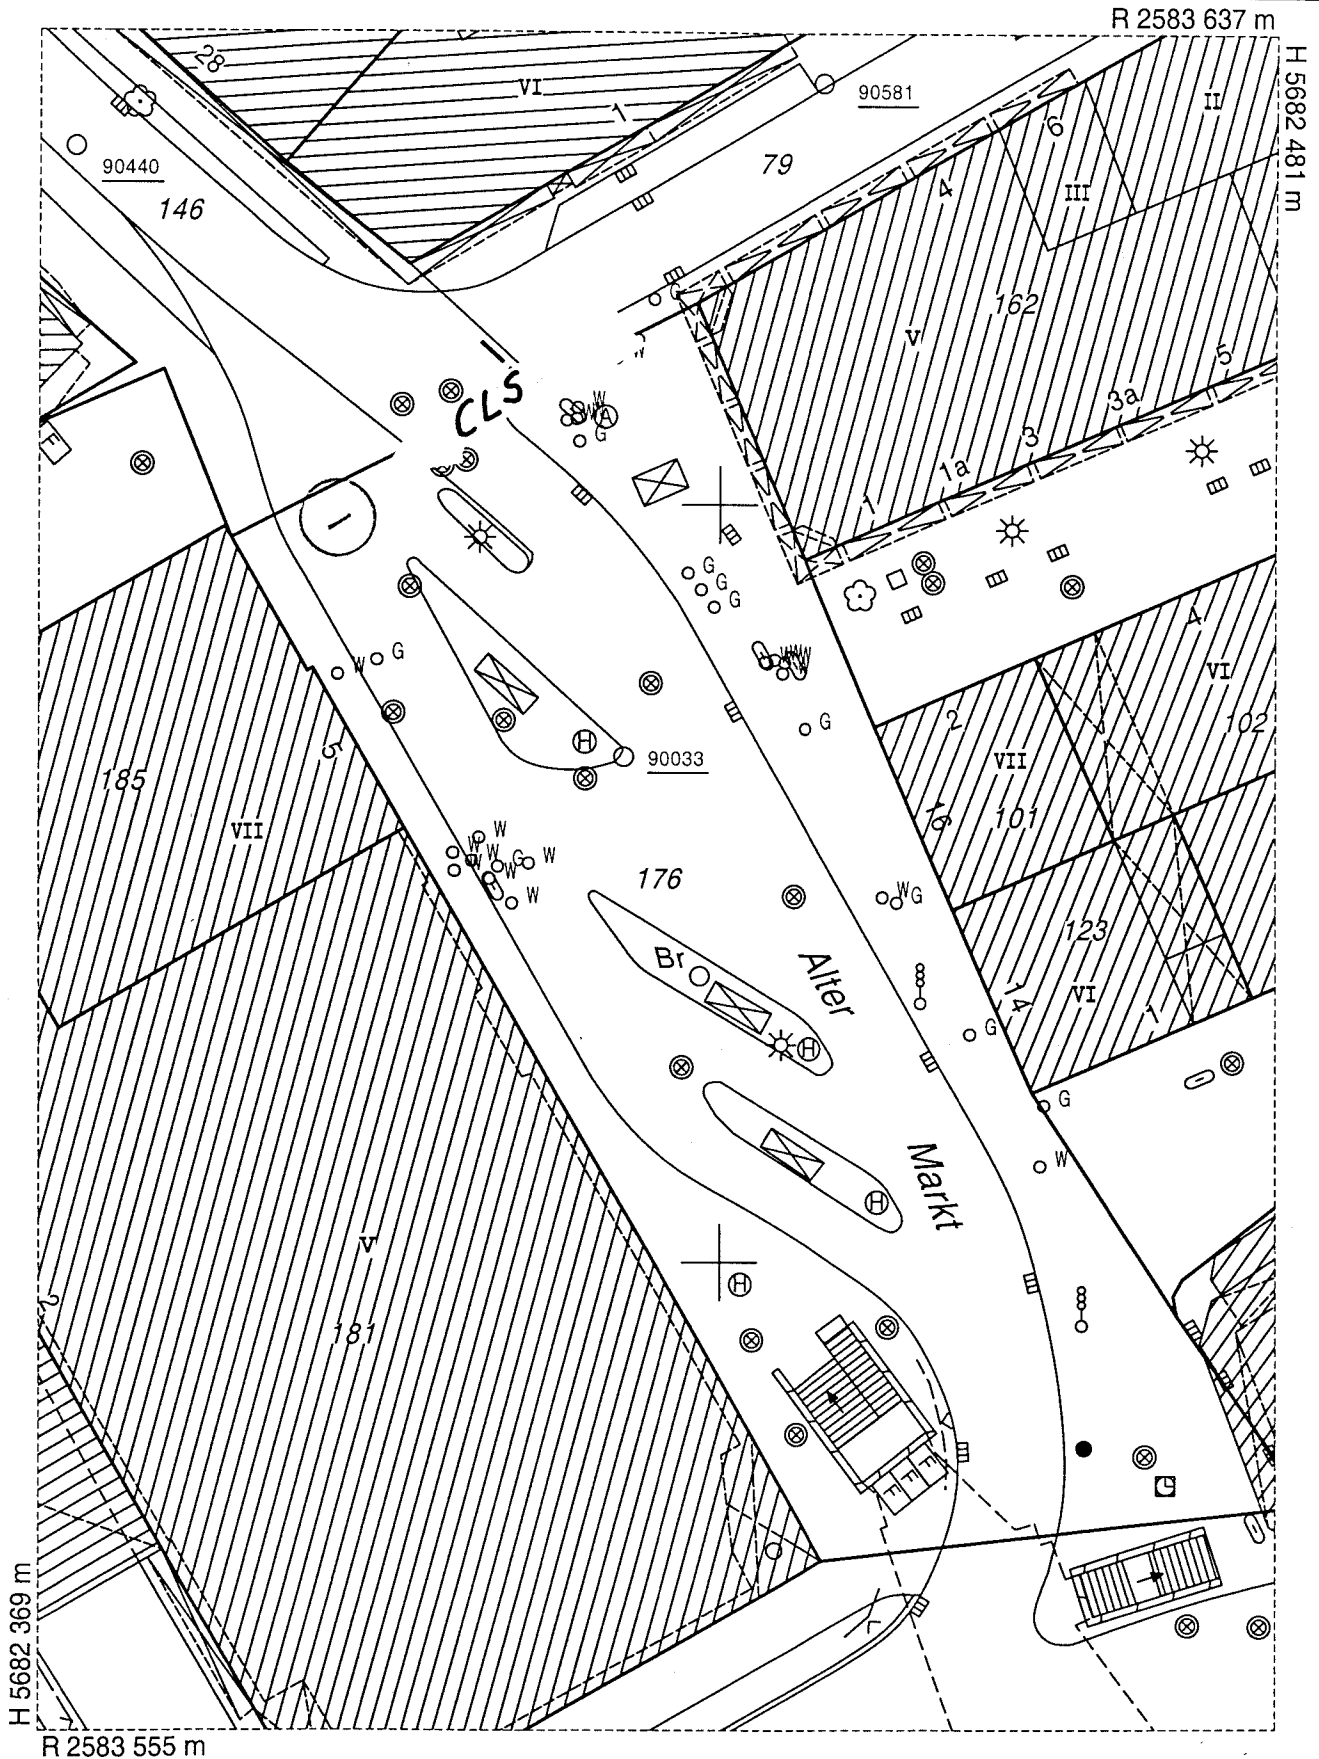 R 2583 637 m
H 5682 481 m
28
VI
1
90581
90440
146
79
6
II
4
III
162
V
5
3a
3
1a
1
G
W
CLS
W
W
A
G
F
G
G
G
W G
W W W
G
4
VI
2
102
VII
101
16
185
5
VII
H
90033
W
W W G W
W W
W
176
W G
123
VI
14
1
Br
Alter
H
G
G
W
Markt
H
V
181
2
H
F F F
H 5682 369 m
R 2583 555 m